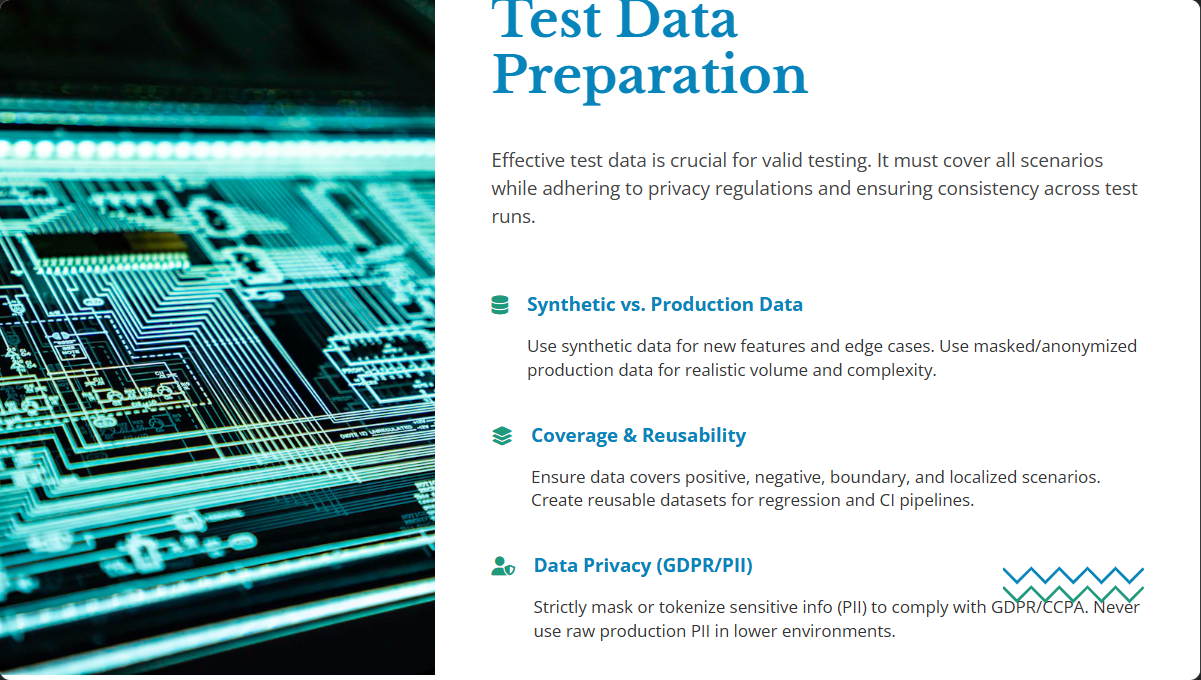 Test Data
Preparation
Effective test data is crucial for valid testing. It must cover all scenarios
while adhering to privacy regulations and ensuring consistency across test
runs.
Synthetic vs. Production Data
Use synthetic data for new features and edge cases. Use masked/anonymized
production data for realistic volume and complexity.
Coverage & Reusability
Ensure data covers positive, negative, boundary, and localized scenarios.
Create reusable datasets for regression and CI pipelines.
Data Privacy (GDPR/PII)
Strictly mask or tokenize sensitive info (PII) to comply with GDPR/CCPA. Never
use raw production PII in lower environments.